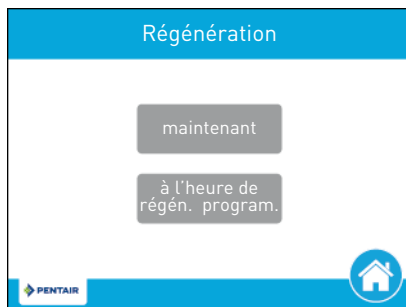 Régénération
maintenant
à l'heure de
régén. program.
PENTAIR